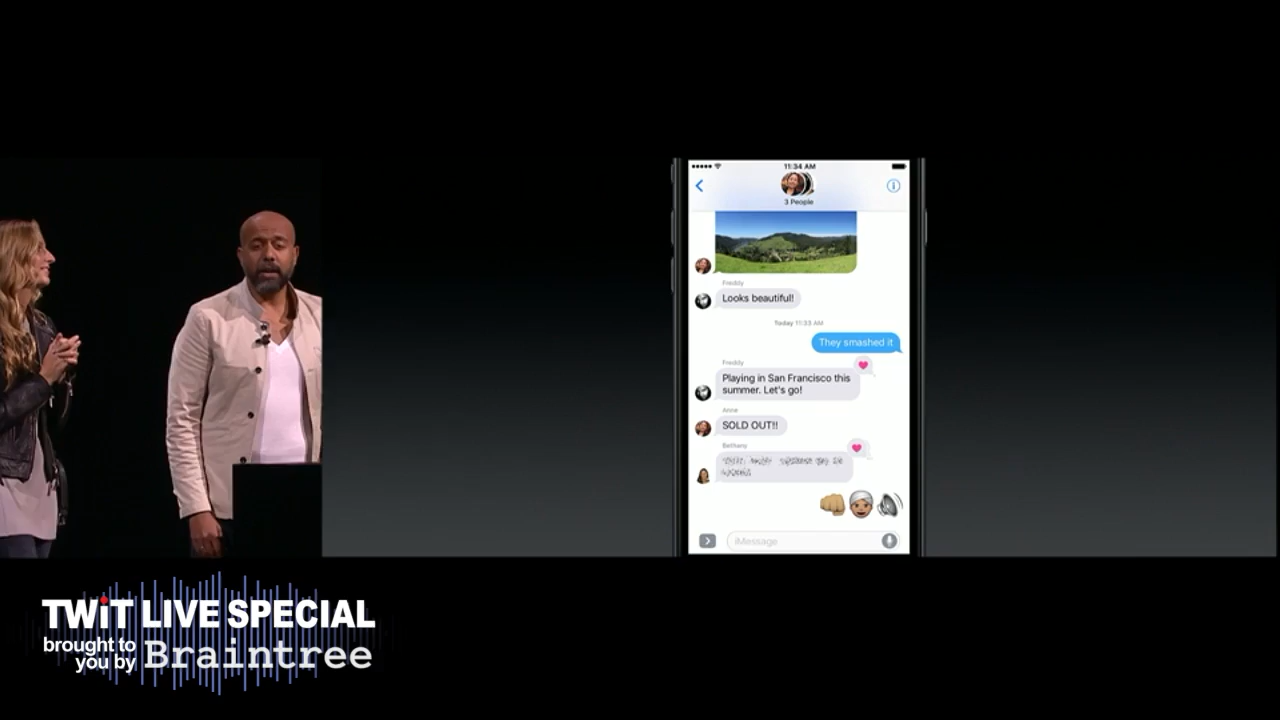 11:34 AM
3 People
Freddy
Looks beautiful!
Today 11:33 AM
They smashed it
Freddy
Playing in San Francisco this
summer. Let's go!
Anne
SOLD OUT!!
Bethany
iMessage
TWiT LIVE SPECIAL
brought to
you by Braintree